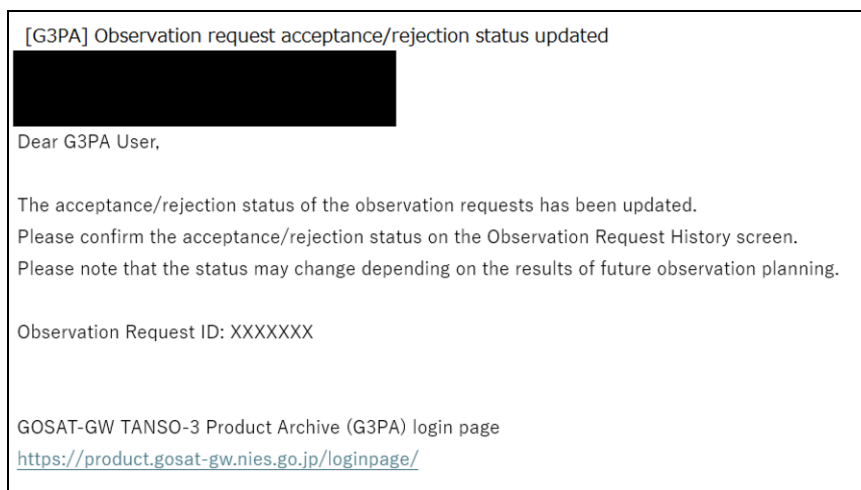 [G3PA] Observation request acceptance/rejection status updated
Dear G3PA User,
The acceptance/rejection status of the observation requests has been updated.
Please confirm the acceptance/rejection status on the Observation Request History screen.
Please note that the status may change depending on the results of future observation planning.
Observation Request ID: XXXXXXX
GOSAT-GW TANSO-3 Product Archive (G3PA) login page
https://product.gosat-gw.nies.go.jp/loginpage/